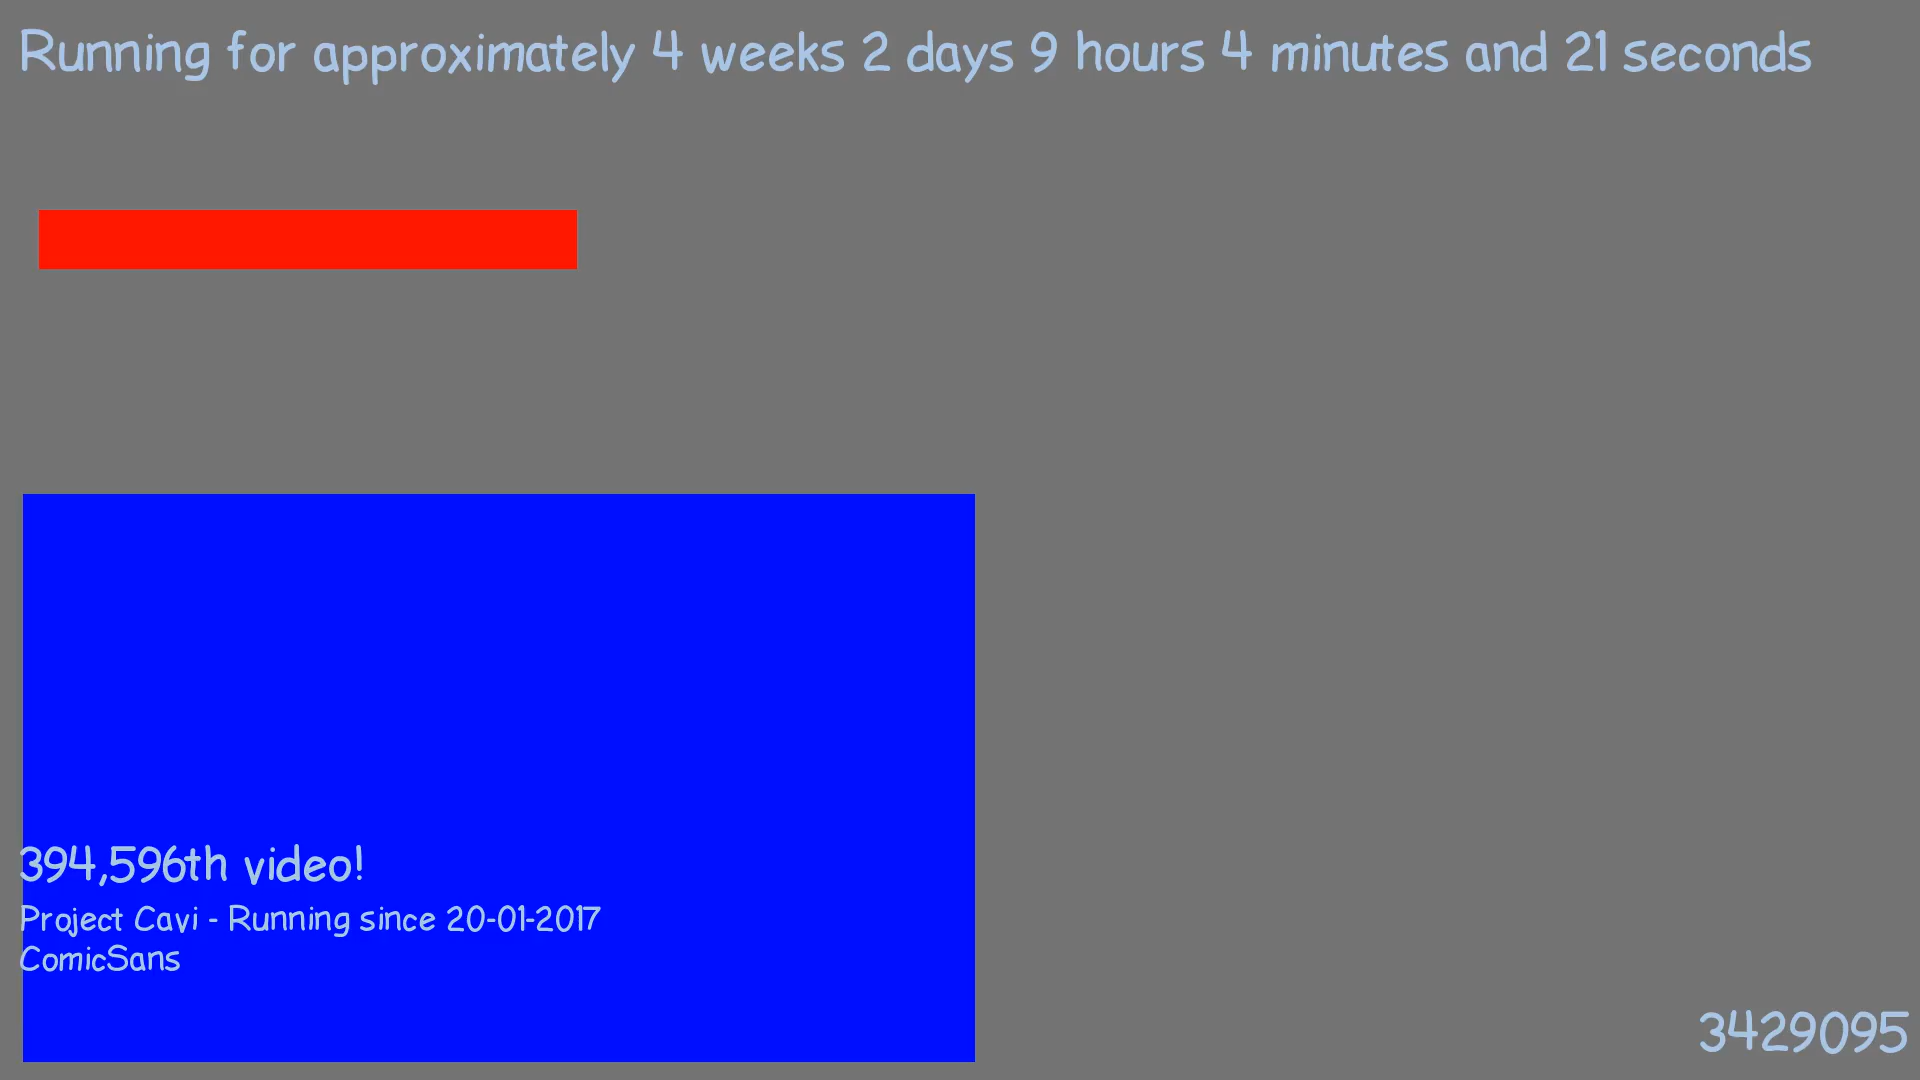 Running for approximately 4 weeks 2 days 9 hours 4 minutes and 21 seconds
394,596th video!
Project Cavi - Running since 20-01-2017
ComicSans
3429095